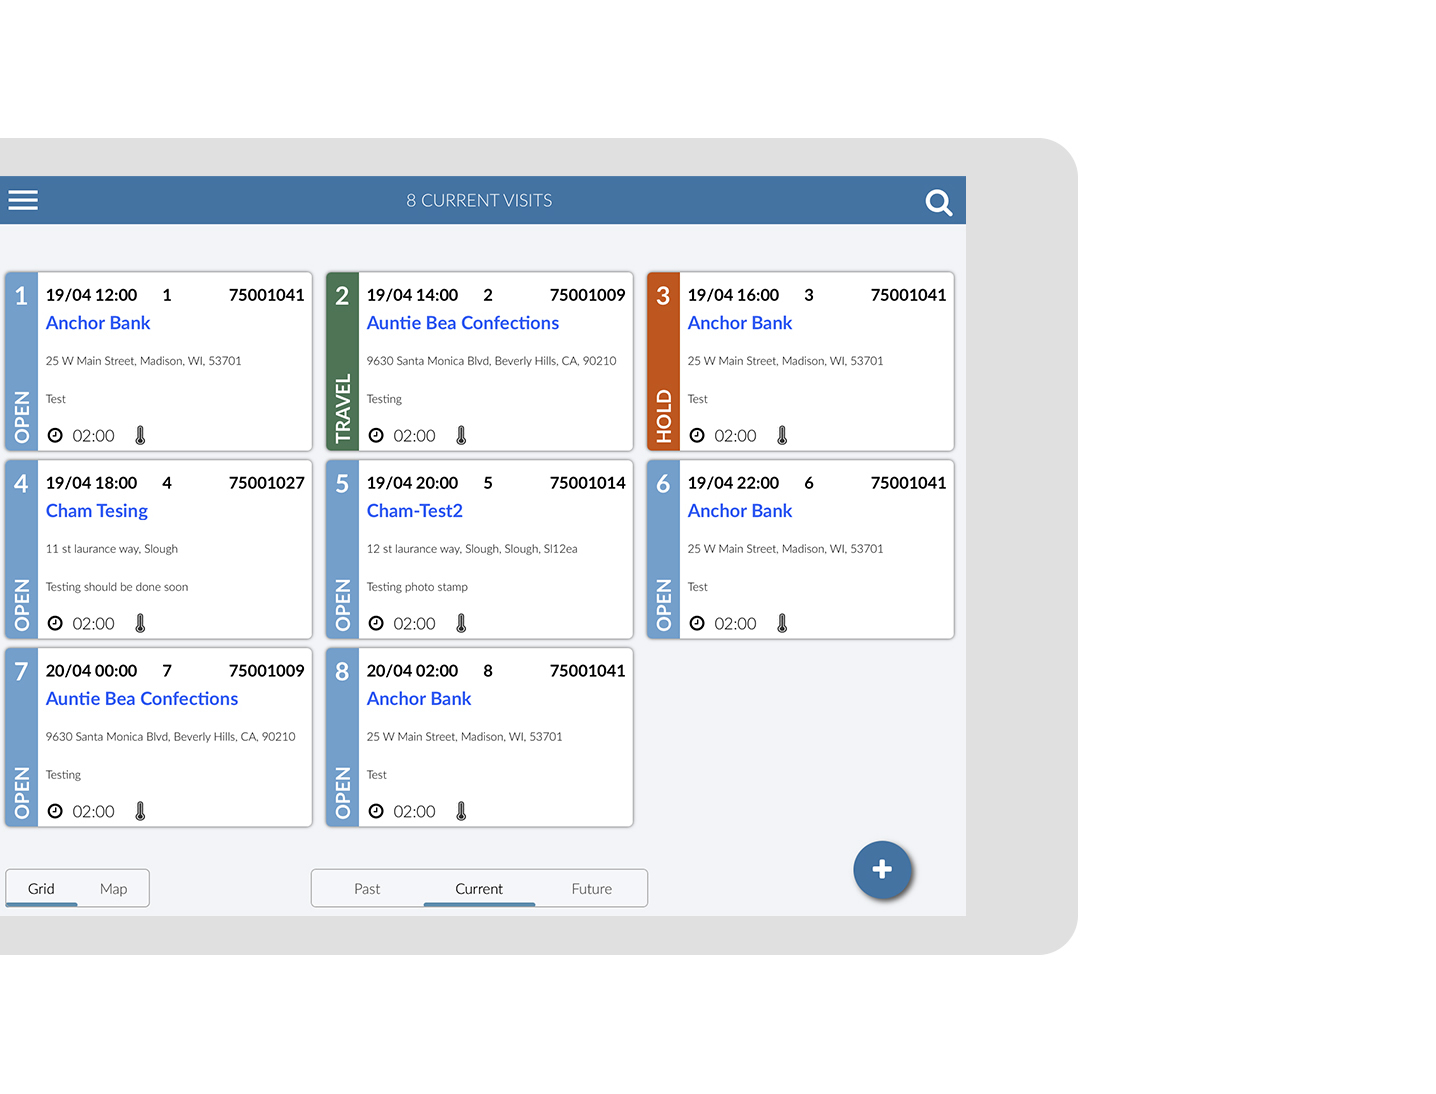 8 CURRENT VISITS
1
19/04 12:00 1 75001041
Anchor Bank
25 W Main Street, Madison, WI, 53701
Test
02:00
OPEN
2
19/04 14:00 2 75001009
Auntie Bea Confections
9630 Santa Monica Blvd, Beverly Hills, CA, 90210
Testing
02:00
TRAVEL
3
19/04 16:00 3 75001041
Anchor Bank
25 W Main Street, Madison, WI, 53701
Test
02:00
HOLD
4
19/04 18:00 4 75001027
Cham Tesing
11 st laurance way, Slough
Testing should be done soon
02:00
OPEN
5
19/04 20:00 5 75001014
Cham-Test2
12 st laurance way, Slough, Slough, Sl12ea
Testing photo stamp
02:00
OPEN
6
19/04 22:00 6 75001041
Anchor Bank
25 W Main Street, Madison, WI, 53701
Test
02:00
OPEN
7
20/04 00:00 7 75001009
Auntie Bea Confections
9630 Santa Monica Blvd, Beverly Hills, CA, 90210
Testing
02:00
OPEN
8
20/04 02:00 8 75001041
Anchor Bank
25 W Main Street, Madison, WI, 53701
Test
02:00
OPEN
Grid Map
Past Current Future